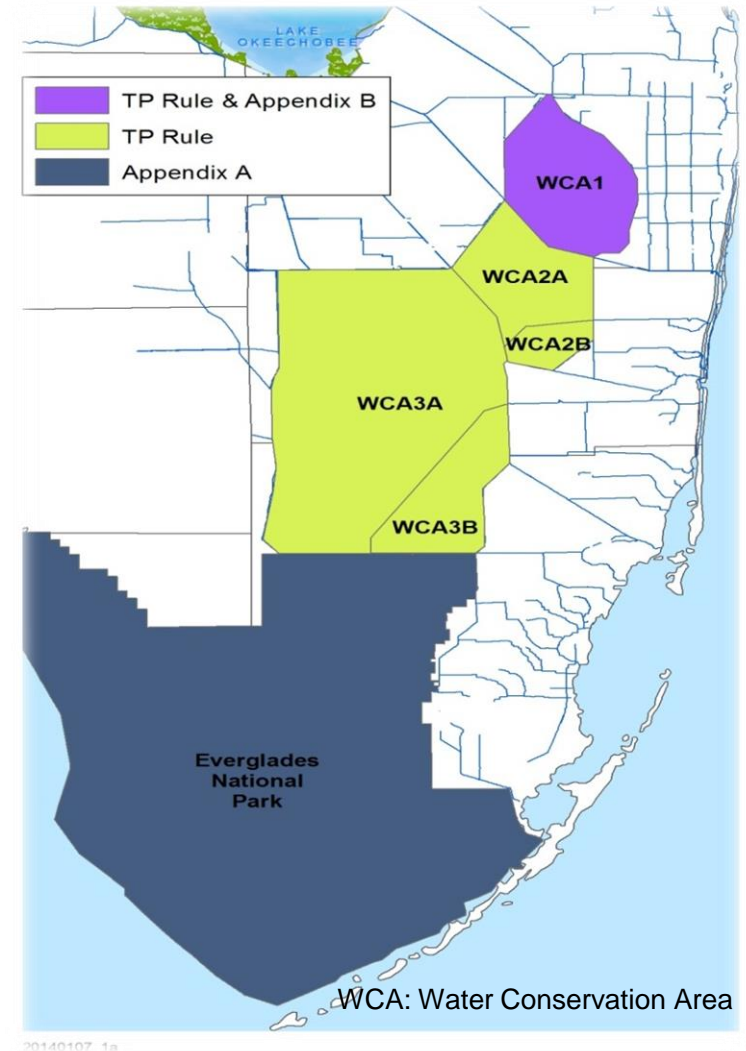 LAKE
OKEECHOBEE
TP Rule & Appendix B
TP Rule
Appendix A
WCA1
WCA2A
WCA2B
WCA3A
WCA3B
Everglades
National
Park
WCA: Water Conservation Area
20140107_1a